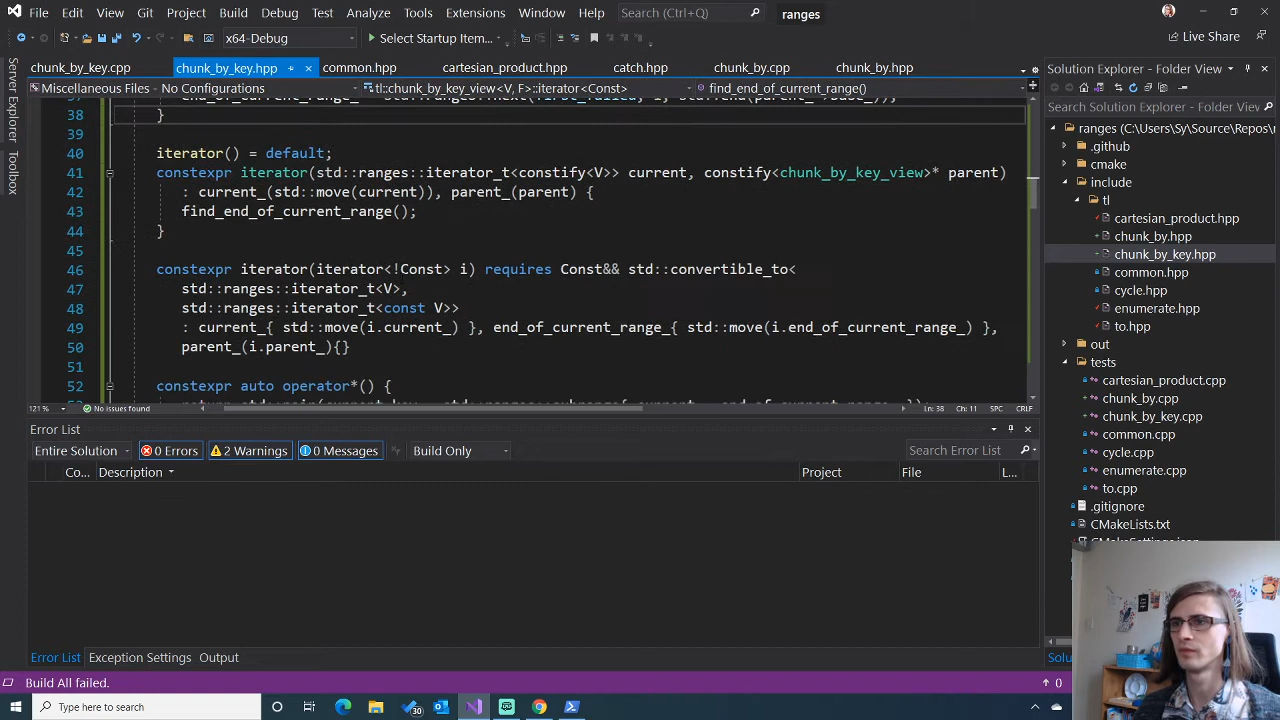 File Edit View Git Project Build Debug Test Analyze Tools Extensions Window Help Search (Ctrl+Q) ranges
x64-Debug Select Startup Item... Live Share
chunk_by_key.cpp chunk_by_key.hpp common.hpp cartesian_product.hpp catch.hpp chunk_by.cpp chunk_by.hpp
Miscellaneous Files - No Configurations tl::chunk_by_key_view<V, F>::iterator<Const> find_end_of_current_range()
38 }
39
40 iterator() = default;
41 constexpr iterator(std::ranges::iterator_t<constify<V>> current, constify<chunk_by_key_view>* parent)
42 : current_(std::move(current)), parent_(parent) {
43 find_end_of_current_range();
44 }
45
46 constexpr iterator(iterator<!Const> i) requires Const&& std::convertible_to<
47 std::ranges::iterator_t<V>,
48 std::ranges::iterator_t<const V>>
49 : current_{ std::move(i.current_) }, end_of_current_range_{ std::move(i.end_of_current_range_) },
50 parent_(i.parent_){}
51
52 constexpr auto operator*() {
121 % No issues found Ln: 38 Ch: 11 SPC CRLF
Error List
Entire Solution 0 Errors 2 Warnings 0 Messages Build Only Search Error List
Co... Description Project File L...
Error List Exception Settings Output
Build All failed. 0
Type here to search 30
Server Explorer
Toolbox
Solution Explorer - Folder View
Search Solution Explorer - Folder View
ranges (C:\Users\Sy\Source\Repos\r
.github
cmake
include
tl
cartesian_product.hpp
chunk_by.hpp
chunk_by_key.hpp
common.hpp
cycle.hpp
enumerate.hpp
to.hpp
out
tests
cartesian_product.cpp
chunk_by.cpp
chunk_by_key.cpp
common.cpp
cycle.cpp
enumerate.cpp
to.cpp
.gitignore
CMakeLists.txt
Solu